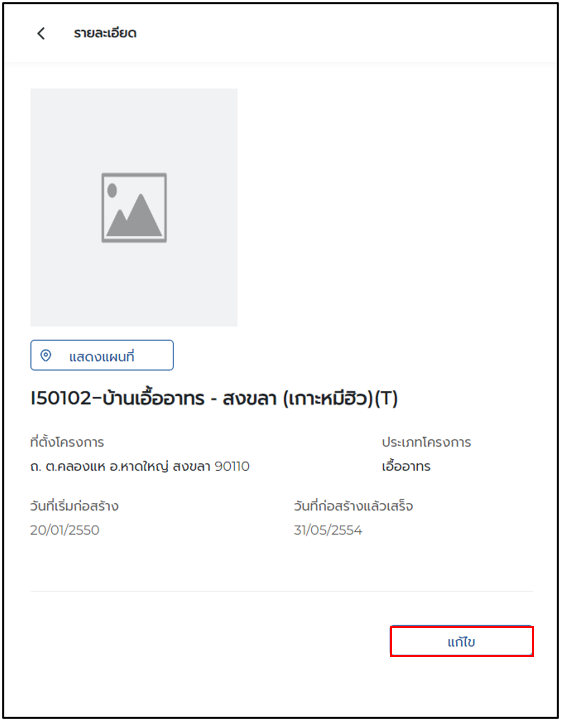 รายละเอียด
แสดงแผนที่
I50102-บ้านเอื้ออาทร - สงขลา (เกาะหมีฮิว)(T)
ที่ตั้งโครงการ ประเภทโครงการ
ถ. ต.คลองแห อ.หาดใหญ่ สงขลา 90110 เอื้ออาทร
วันที่เริ่มก่อสร้าง วันที่ก่อสร้างแล้วเสร็จ
20/01/2550 31/05/2554
แก้ไข